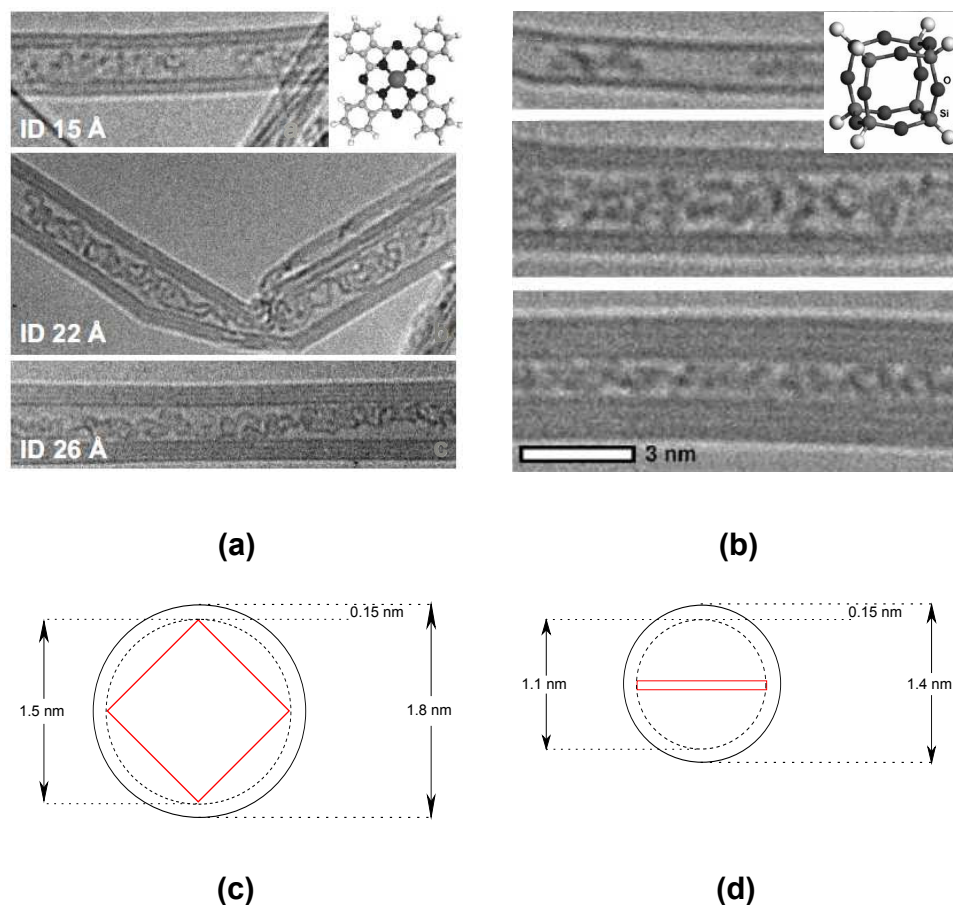 ID 15 Å
ID 22 Å
ID 26 Å
C
(a)
O
Si
3 nm
(b)
0.15 nm
1.5 nm
1.8 nm
(c)
0.15 nm
1.1 nm
1.4 nm
(d)